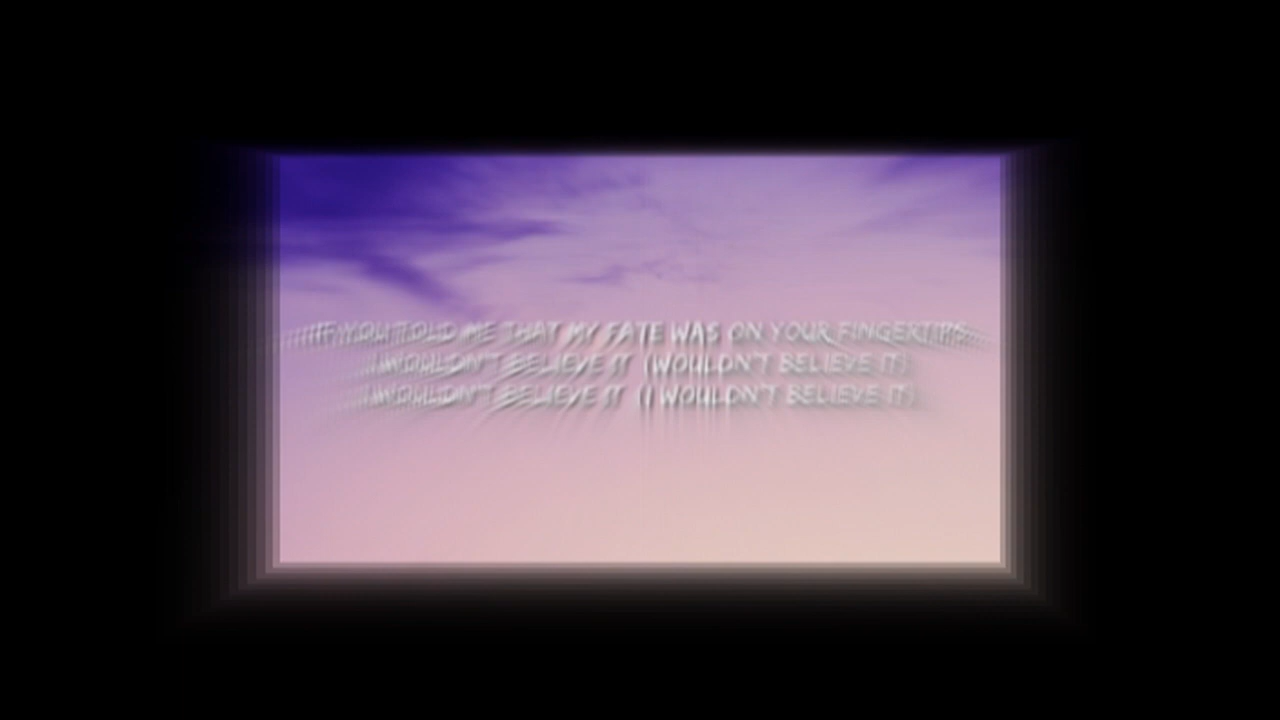 IF YOU TOLD ME THAT MY FATE WAS ON YOUR FINGERTIPS
I WOULDN'T BELIEVE IT (WOULDN'T BELIEVE IT)
I WOULDN'T BELIEVE IT (I WOULDN'T BELIEVE IT)